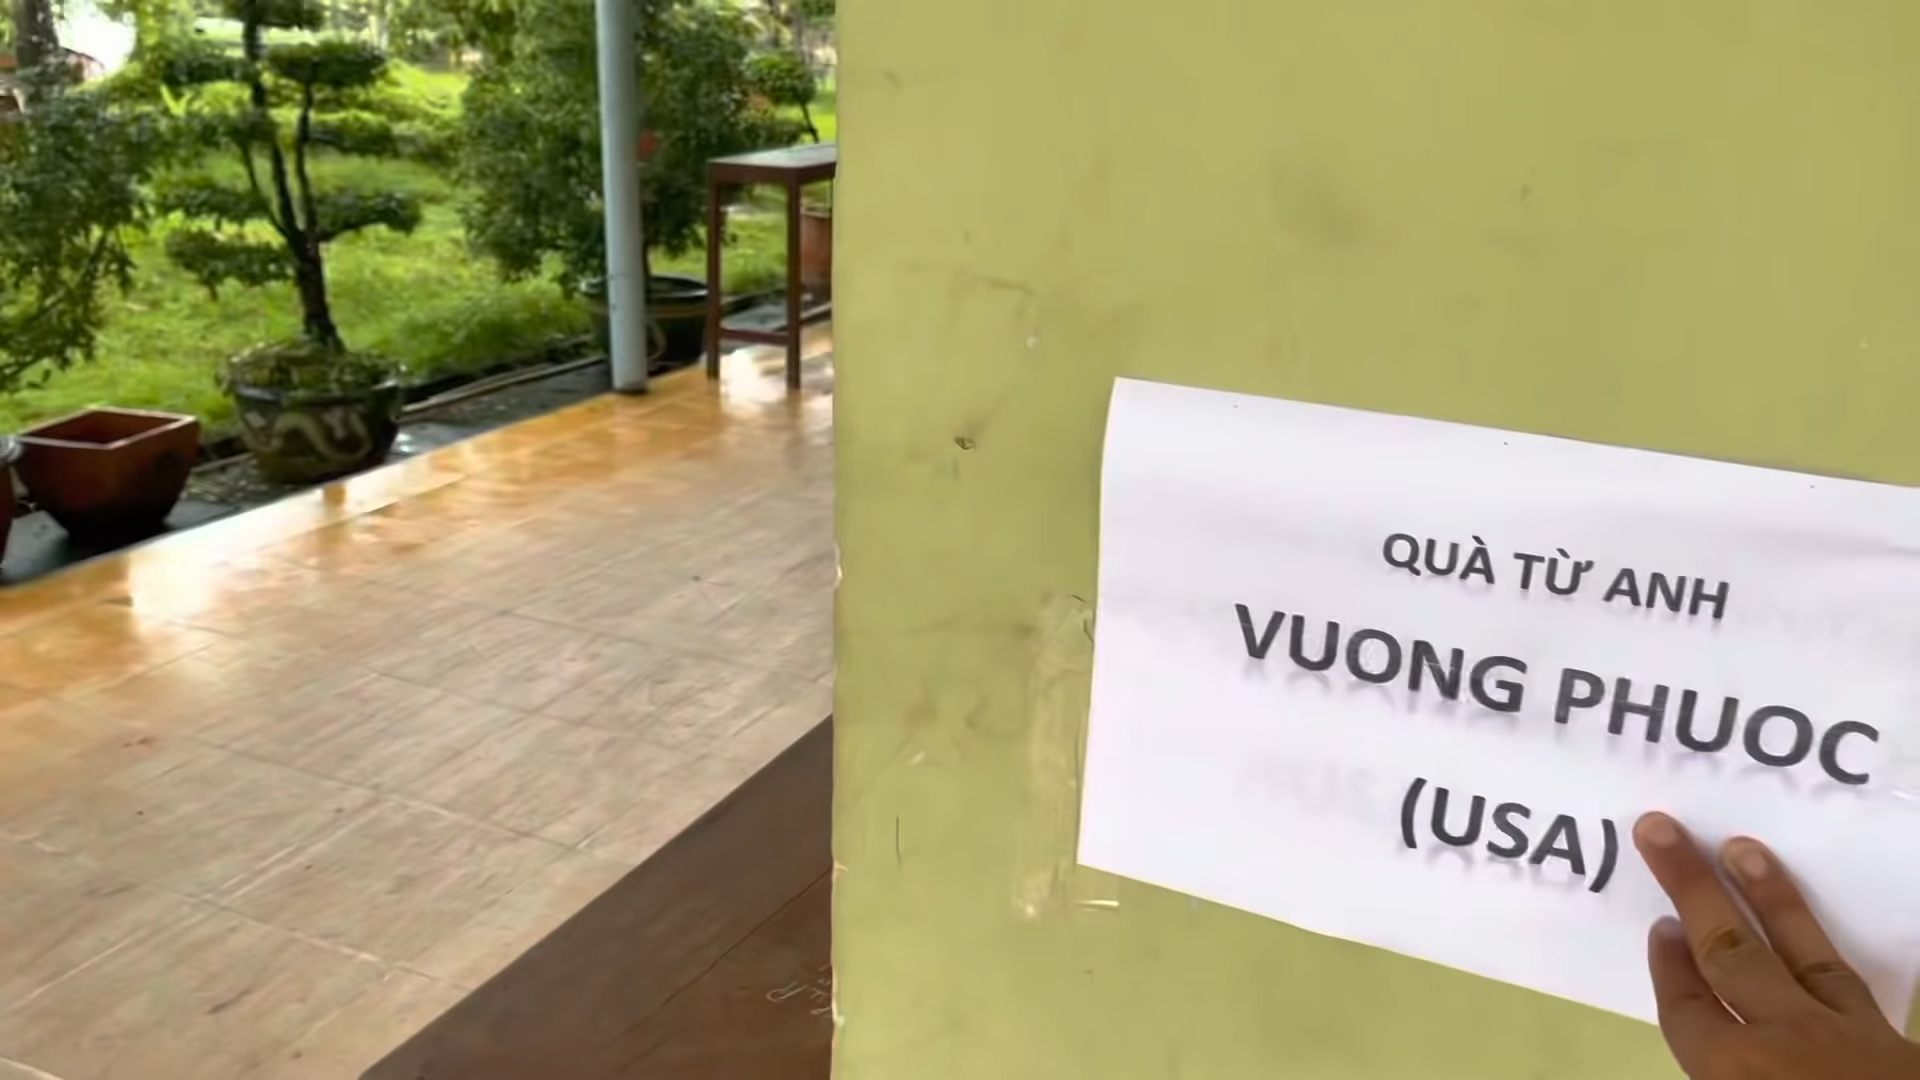 QUÀ TỪ ANH
VUONG PHUOC
(USA)